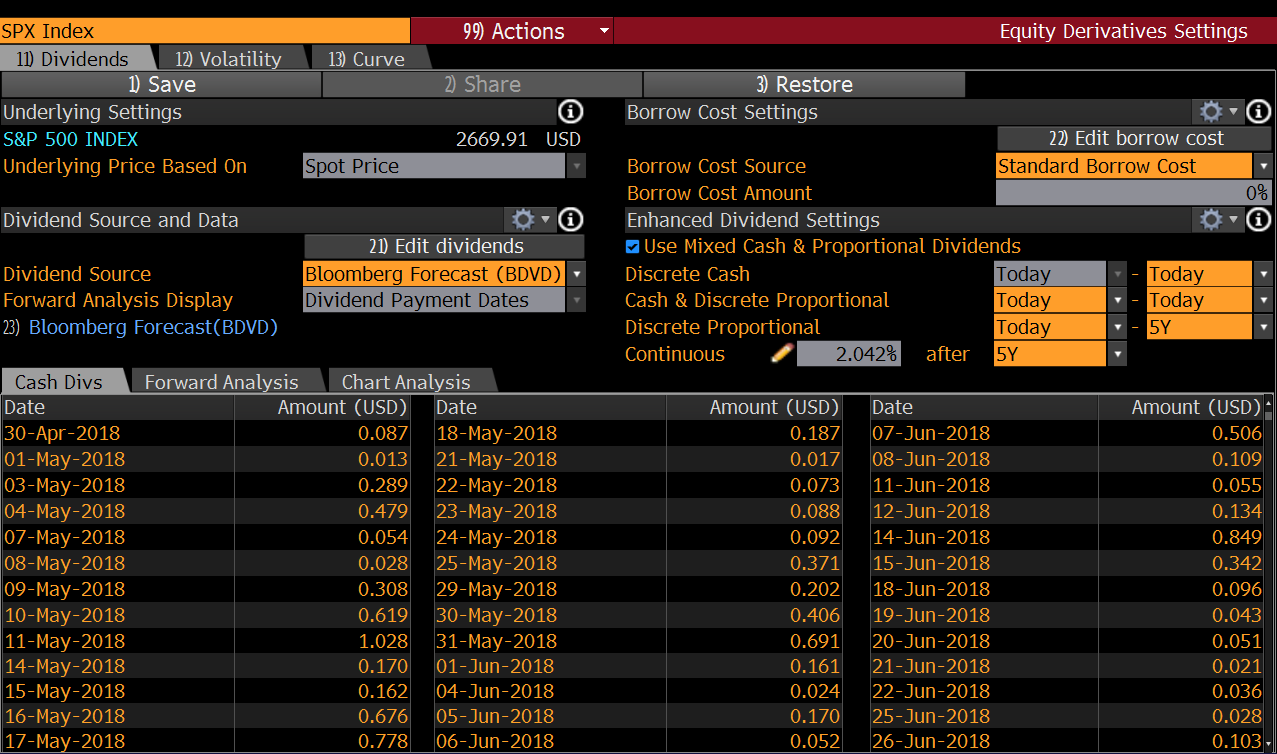 SPX Index 99) Actions Equity Derivatives Settings
11) Dividends 12) Volatility 13) Curve
1) Save 2) Share 3) Restore
Underlying Settings Borrow Cost Settings
S&P 500 INDEX 2669.91 USD 22) Edit borrow cost
Underlying Price Based On Spot Price Borrow Cost Source Standard Borrow Cost
Borrow Cost Amount 0%
Dividend Source and Data Enhanced Dividend Settings
21) Edit dividends Use Mixed Cash & Proportional Dividends
Dividend Source Bloomberg Forecast (BDVD) Discrete Cash Today - Today
Forward Analysis Display Dividend Payment Dates Cash & Discrete Proportional Today - Today
23) Bloomberg Forecast(BDVD) Discrete Proportional Today - 5Y
Continuous 2.042% after 5Y
Cash Divs Forward Analysis Chart Analysis
Date Amount (USD) Date Amount (USD) Date Amount (USD)
30-Apr-2018 0.087 18-May-2018 0.187 07-Jun-2018 0.506
01-May-2018 0.013 21-May-2018 0.017 08-Jun-2018 0.109
03-May-2018 0.289 22-May-2018 0.073 11-Jun-2018 0.055
04-May-2018 0.479 23-May-2018 0.088 12-Jun-2018 0.134
07-May-2018 0.054 24-May-2018 0.092 14-Jun-2018 0.849
08-May-2018 0.028 25-May-2018 0.371 15-Jun-2018 0.342
09-May-2018 0.308 29-May-2018 0.202 18-Jun-2018 0.096
10-May-2018 0.619 30-May-2018 0.406 19-Jun-2018 0.043
11-May-2018 1.028 31-May-2018 0.691 20-Jun-2018 0.051
14-May-2018 0.170 01-Jun-2018 0.161 21-Jun-2018 0.021
15-May-2018 0.162 04-Jun-2018 0.024 22-Jun-2018 0.036
16-May-2018 0.676 05-Jun-2018 0.170 25-Jun-2018 0.028
17-May-2018 0.778 06-Jun-2018 0.052 26-Jun-2018 0.103